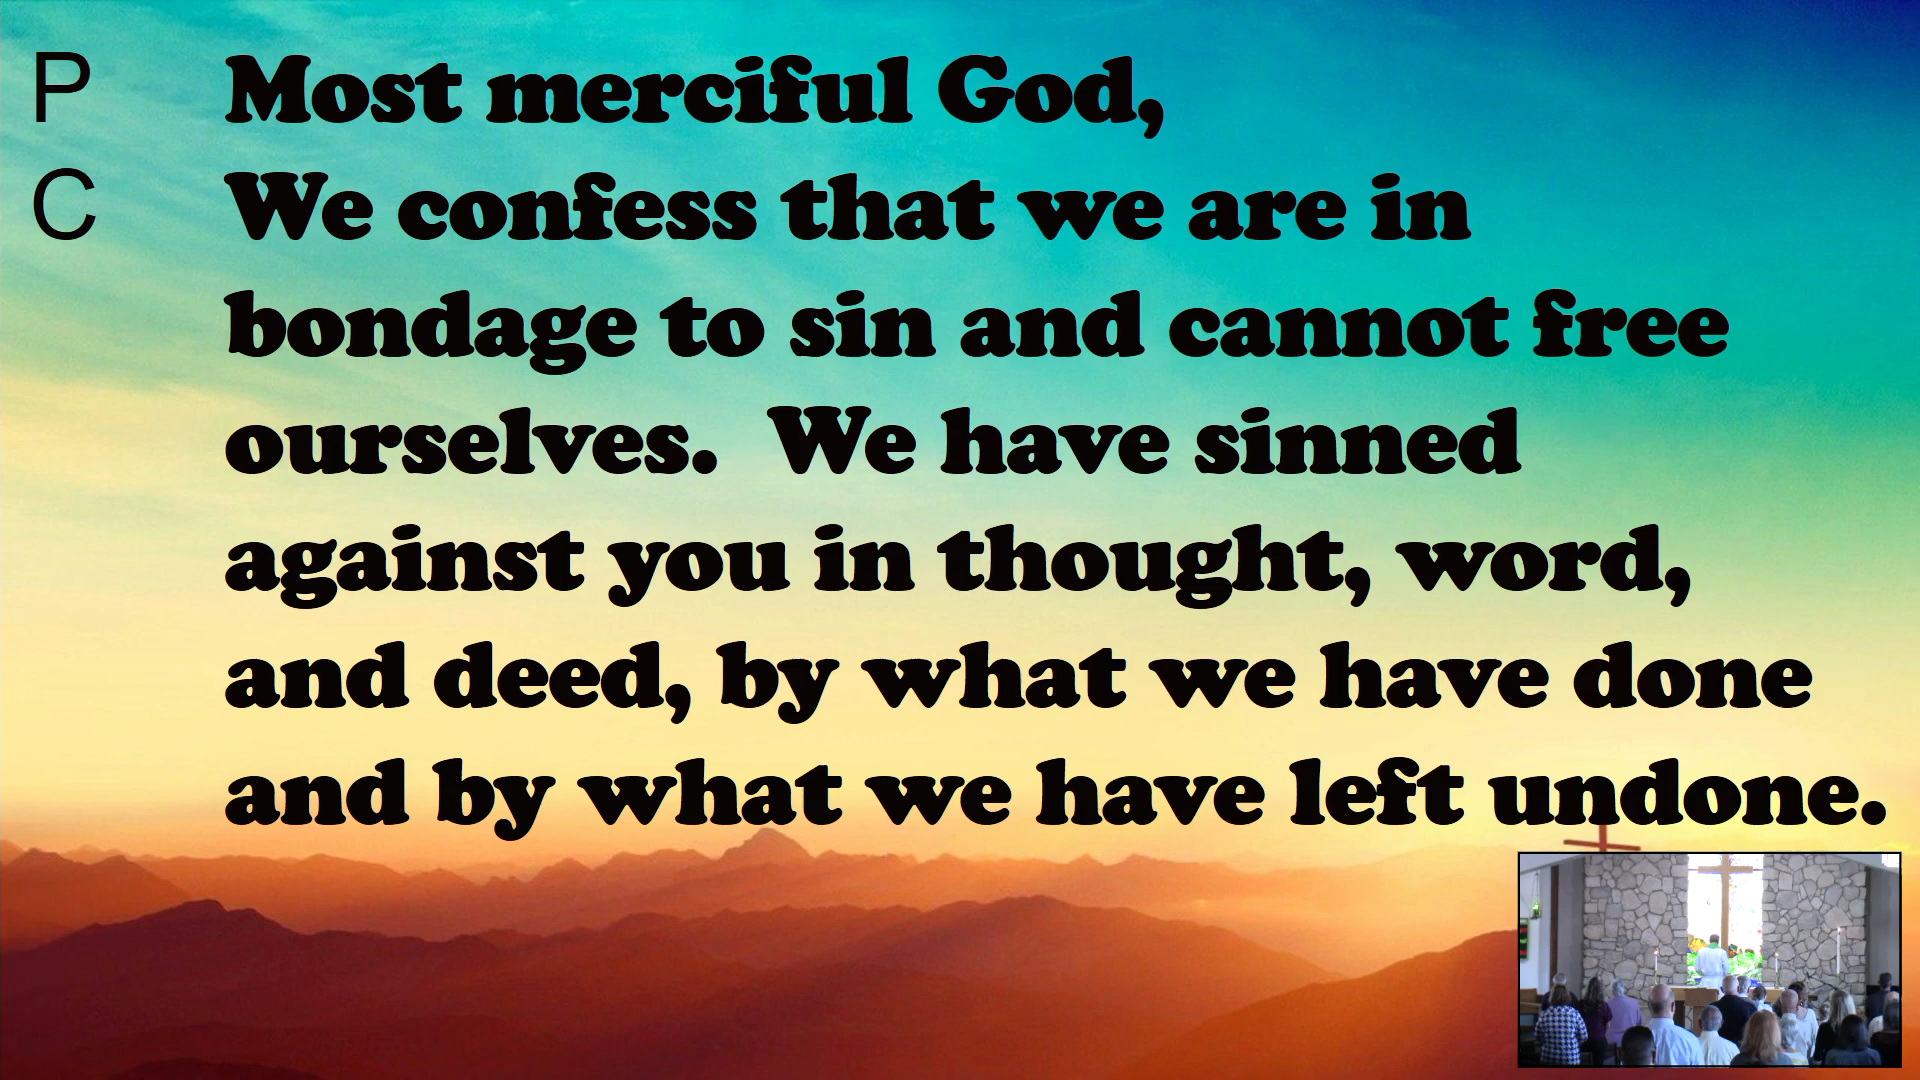 P Most merciful God,
C We confess that we are in
bondage to sin and cannot free
ourselves.  We have sinned
against you in thought, word,
and deed, by what we have done
and by what we have left undone.